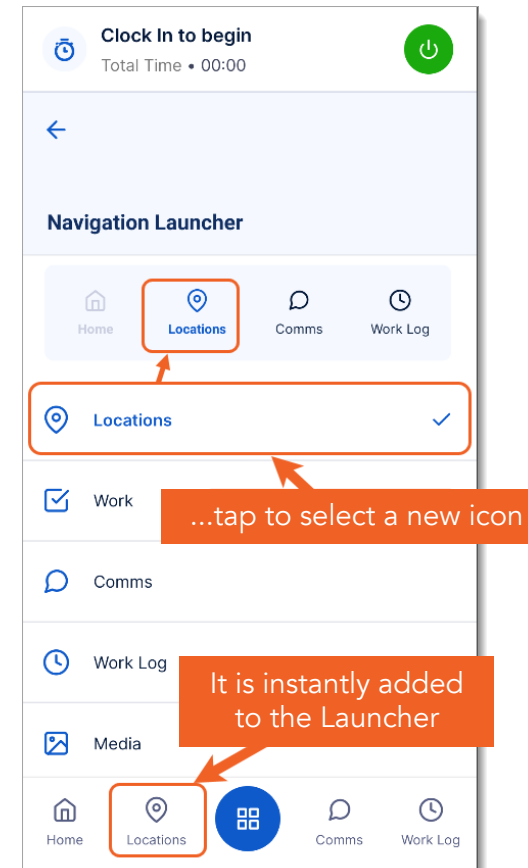 Clock In to begin
Total Time • 00:00
Navigation Launcher
Home Locations Comms Work Log
Locations
Work
...tap to select a new icon
Comms
Work Log
It is instantly added
to the Launcher
Media
Home Locations Comms Work Log